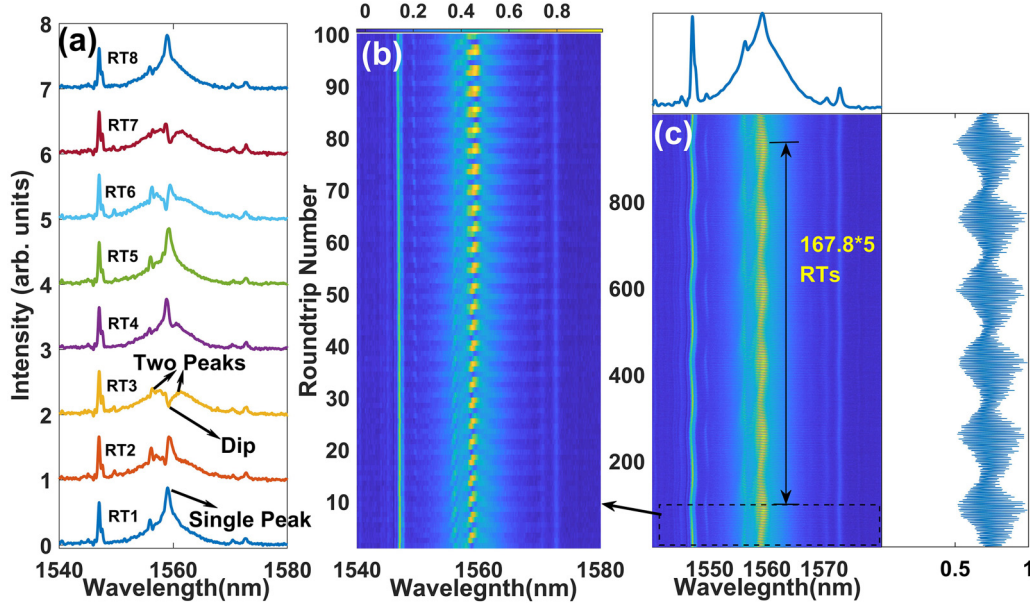 (a)
8
7
6
5
4
3
2
1
0
Intensity (arb. units)
RT8
RT7
RT6
RT5
RT4
Two Peaks
RT3
Dip
RT2
RT1
Single Peak
1540 1560 1580
Wavelegnth(nm)
0 0.2 0.4 0.6 0.8
(b)
100
90
80
70
60
50
40
30
20
10
Roundtrip Number
1540 1560 1580
Wavelegnth(nm)
(c)
800
600
400
200
167.8*5
RTs
1550 1560 1570
Wavelegnth(nm)
0.5 1